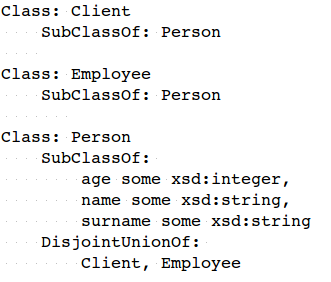 Class: Client
SubClassOf: Person
Class: Employee
SubClassOf: Person
Class: Person
SubClassOf:
age some xsd:integer,
name some xsd:string,
surname some xsd:string
DisjointUnionOf:
Client, Employee